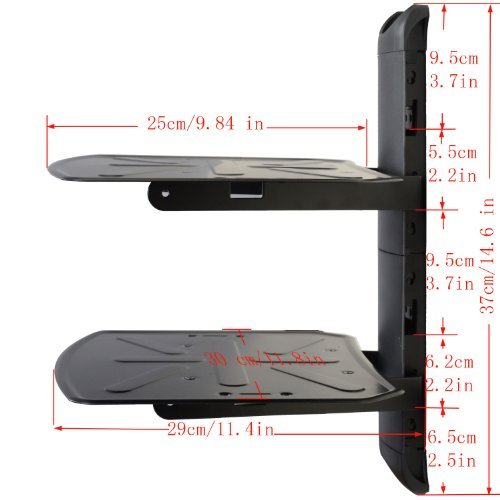 9.5cm
3.7in
25cm/9.84 in
5.5cm
2.2in
9.5cm
3.7in
37cm/14.6 in
30 cm/11.8in
6.2cm
2.2in
29cm/11.4in
6.5cm
2.5in